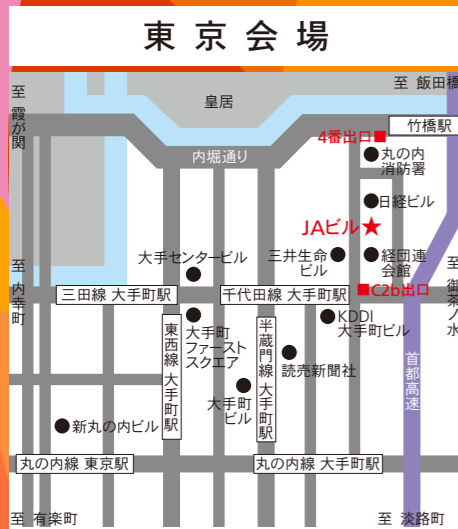 東京会場
至 飯田橋
至 霞が関
皇居
竹橋駅
4番出口■
内堀通り
丸の内
消防署
日経ビル
JAビル★
大手センタービル
三井生命
ビル
経団連
会館
至 内幸町
至 御茶ノ水
三田線 大手町駅
千代田線 大手町駅
■C2b出口
KDDI
大手町ビル
大手町
ファースト
スクエア
東西線 大手町駅
半蔵門線 大手町駅
読売新聞社
首都高速
大手町
ビル
新丸の内ビル
丸の内線 東京駅
丸の内線 大手町駅
至 有楽町
至 淡路町